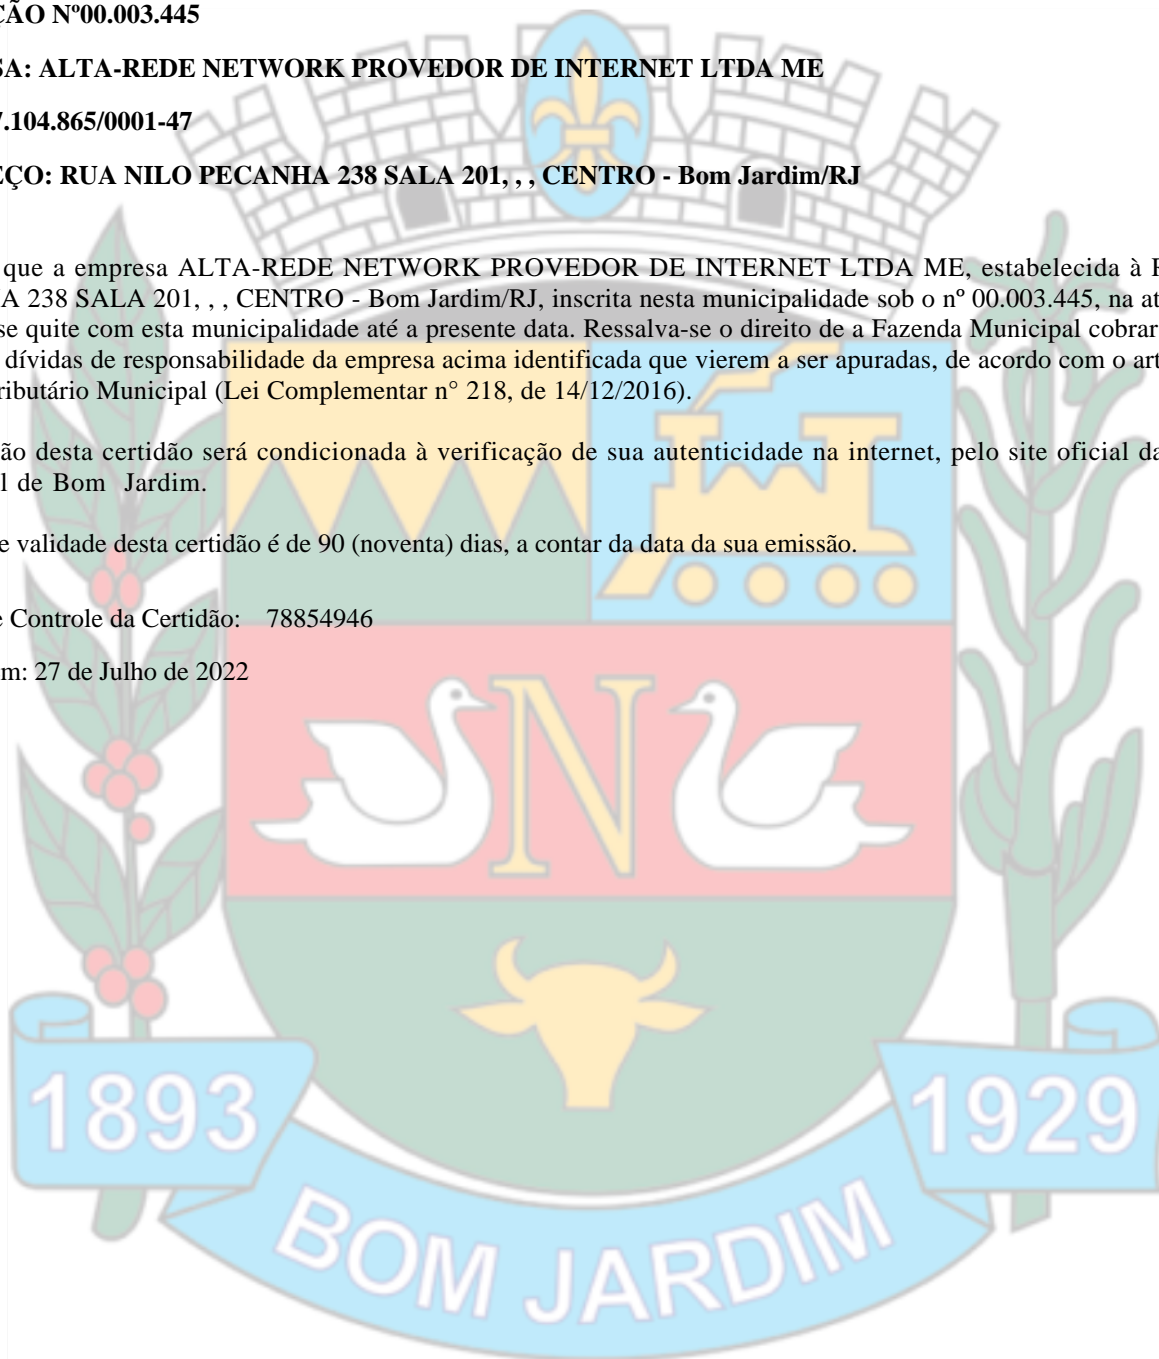 ÇÃO Nº00.003.445
SA: ALTA-REDE NETWORK PROVEDOR DE INTERNET LTDA ME
7.104.865/0001-47
EÇO: RUA NILO PECANHA 238 SALA 201, , , CENTRO - Bom Jardim/RJ
que a empresa ALTA-REDE NETWORK PROVEDOR DE INTERNET LTDA ME, estabelecida à
A 238 SALA 201, , , CENTRO - Bom Jardim/RJ, inscrita nesta municipalidade sob o nº 00.003.445, na at
se quite com esta municipalidade até a presente data. Ressalva-se o direito de a Fazenda Municipal cobrar
dívidas de responsabilidade da empresa acima identificada que vierem a ser apuradas, de acordo com o art
ributário Municipal (Lei Complementar n° 218, de 14/12/2016).
ão desta certidão será condicionada à verificação de sua autenticidade na internet, pelo site oficial da
l de Bom Jardim.
e validade desta certidão é de 90 (noventa) dias, a contar da data da sua emissão.
e Controle da Certidão: 78854946
m: 27 de Julho de 2022
N
1893
1929
BOM JARDIM